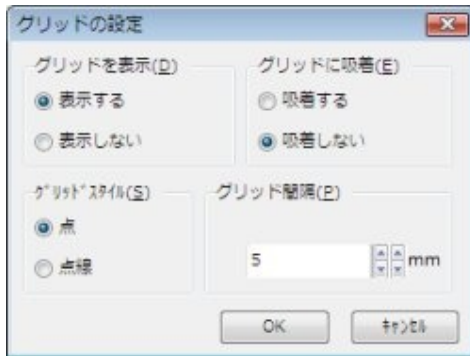 グリッドの設定
グリッドを表示(D)
表示する
表示しない
グリッドに吸着(E)
吸着する
吸着しない
ｸﾞﾘｯﾄﾞｽﾀｲﾙ(S)
点
点線
グリッド間隔(P)
5 mm
OK
ｷｬﾝｾﾙ